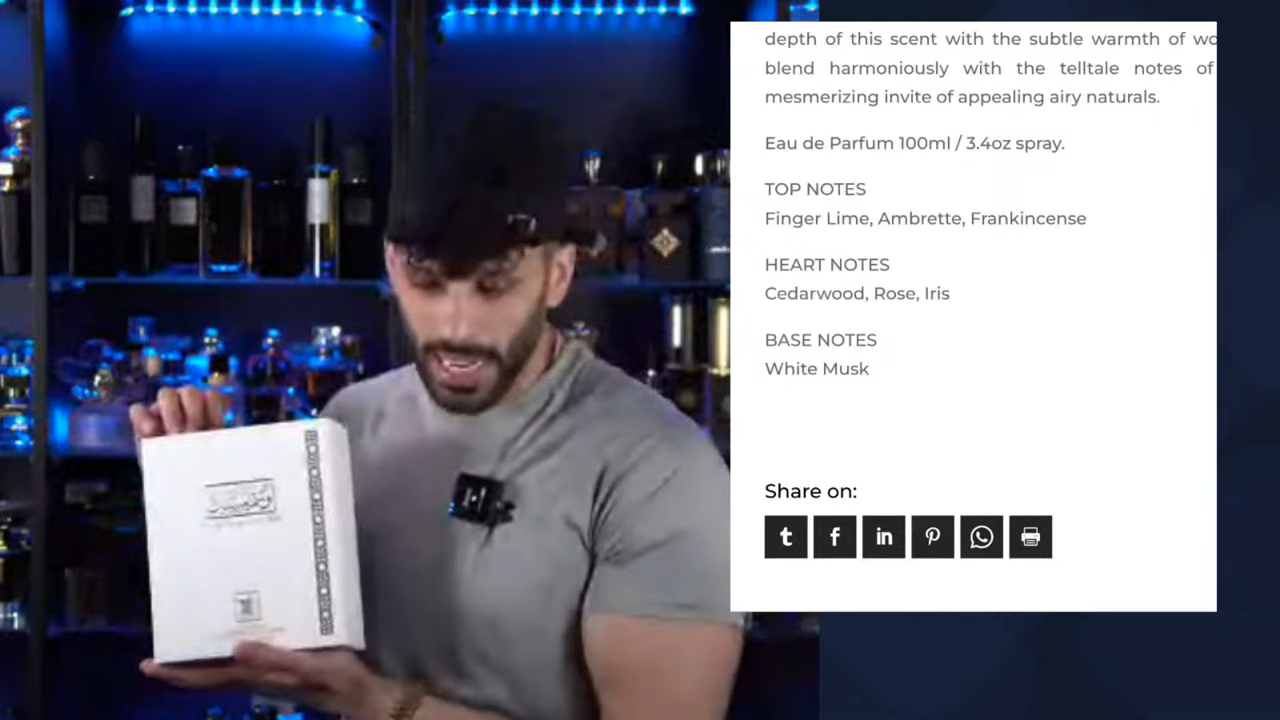 depth of this scent with the subtle warmth of wo
blend harmoniously with the telltale notes of
mesmerizing invite of appealing airy naturals.
Eau de Parfum 100ml / 3.4oz spray.
TOP NOTES
Finger Lime, Ambrette, Frankincense
HEART NOTES
Cedarwood, Rose, Iris
BASE NOTES
White Musk
Share on: